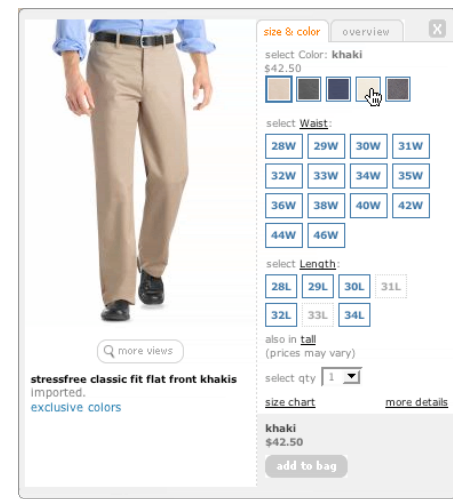 size & color
overview
X
select Color: khaki
$42.50
select Waist:
28W 29W 30W 31W
32W 33W 34W 35W
36W 38W 40W 42W
44W 46W
select Length:
28L 29L 30L 31L
32L 33L 34L
also in tall
(prices may vary)
select qty 1
size chart more details
khaki
$42.50
add to bag
more views
stressfree classic fit flat front khakis
imported.
exclusive colors